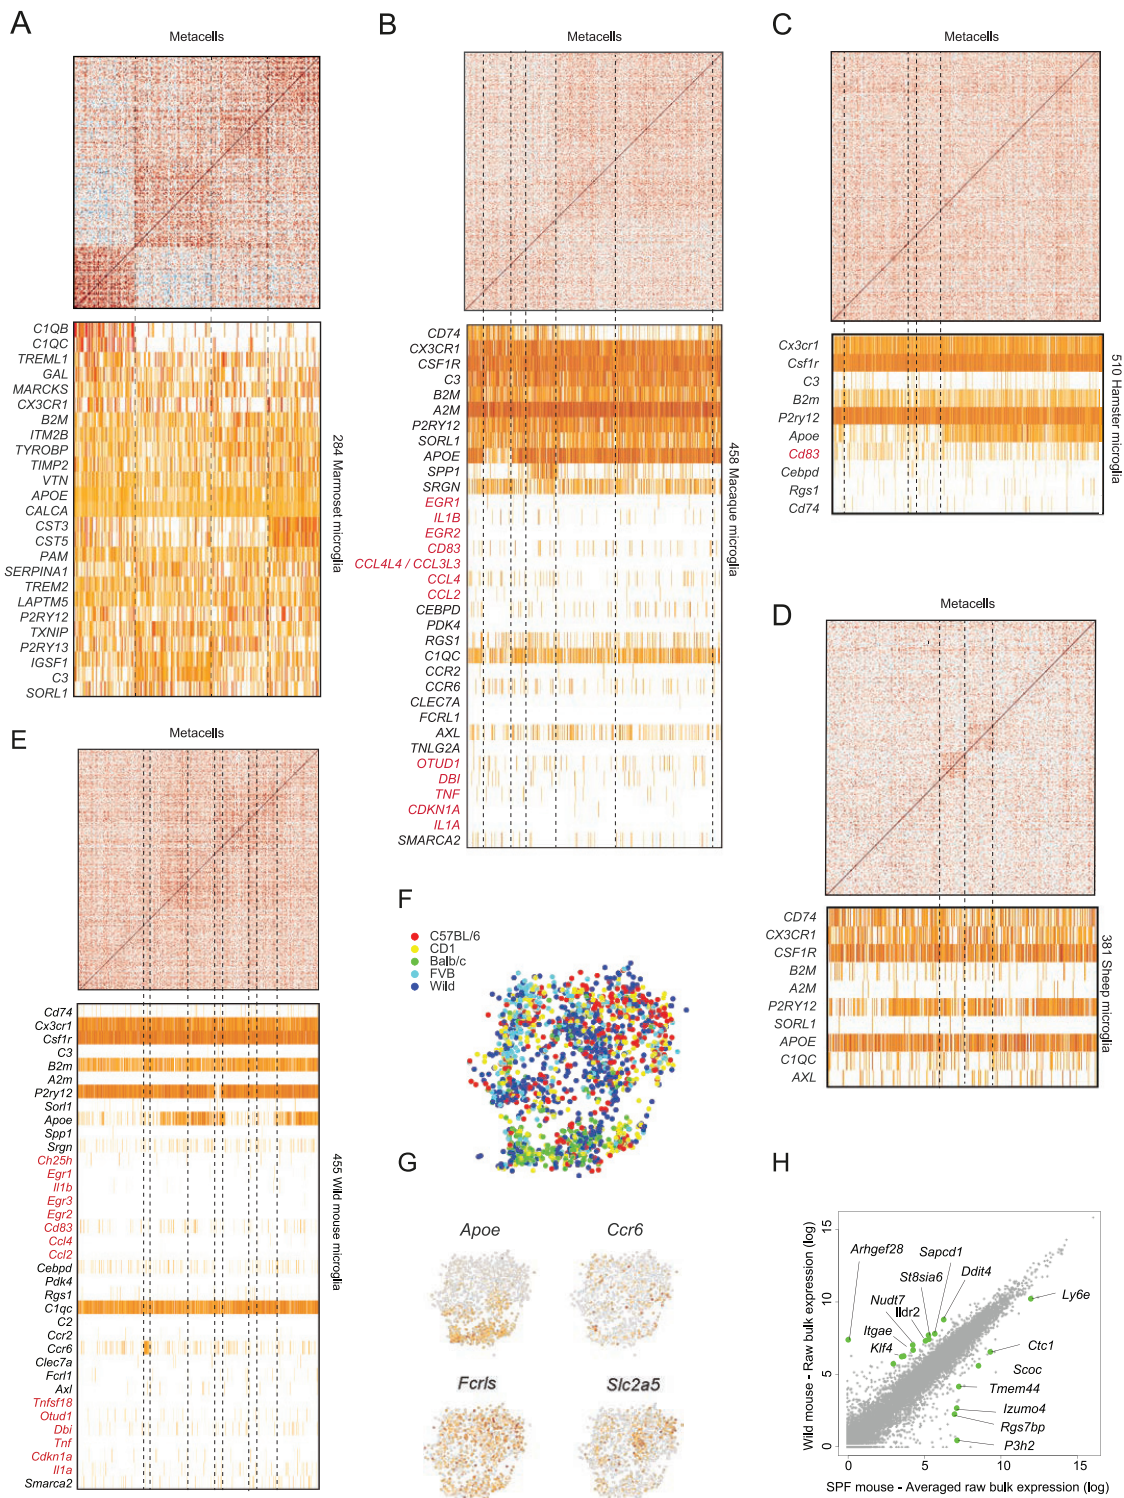 A
Metacells
C1QB
C1QC
TREML1
GAL
MARCKS
CX3CR1
B2M
ITM2B
TYROBP
TIMP2
VTN
APOE
CALCA
CST3
CST5
PAM
SERPINA1
TREM2
LAPTM5
P2RY12
TXNIP
P2RY13
IGSF1
C3
SORL1
284 Marmoset microglia
B
Metacells
CD74
CX3CR1
CSF1R
C3
B2M
A2M
P2RY12
SORL1
APOE
SPP1
SRGN
EGR1
IL1B
EGR2
CD83
CCL4L4 / CCL3L3
CCL4
CCL2
CEBPD
PDK4
RGS1
C1QC
CCR2
CCR6
CLEC7A
FCRL1
AXL
TNLG2A
OTUD1
DBI
TNF
CDKN1A
IL1A
SMARCA2
458 Macaque microglia
C
Metacells
Cx3cr1
Csf1r
C3
B2m
P2ry12
Apoe
Cd83
Cebpd
Rgs1
Cd74
510 Hamster microglia
D
Metacells
CD74
CX3CR1
CSF1R
B2M
A2M
P2RY12
SORL1
APOE
C1QC
AXL
381 Sheep microglia
E
Metacells
Cd74
Cx3cr1
Csf1r
C3
B2m
A2m
P2ry12
Sorl1
Apoe
Spp1
Srgn
Ch25h
Egr1
Il1b
Egr3
Egr2
Cd83
Ccl4
Ccl2
Cebpd
Pdk4
Rgs1
C1qc
C2
Ccr2
Ccr6
Clec7a
Fcrl1
Axl
Tnfsf18
Otud1
Dbi
Tnf
Cdkn1a
Il1a
Smarca2
455 Wild mouse microglia
F
C57BL/6
CD1
Balb/c
FVB
Wild
G
Apoe
Ccr6
Fcrls
Slc2a5
H
Wild mouse - Raw bulk expression (log)
15
10
5
0
Arhgef28
Sapcd1
St8sia6
Ddit4
Nudt7
Ildr2
Itgae
Klf4
Ly6e
Ctc1
Scoc
Tmem44
Izumo4
Rgs7bp
P3h2
0
5
10
15
SPF mouse - Averaged raw bulk expression (log)